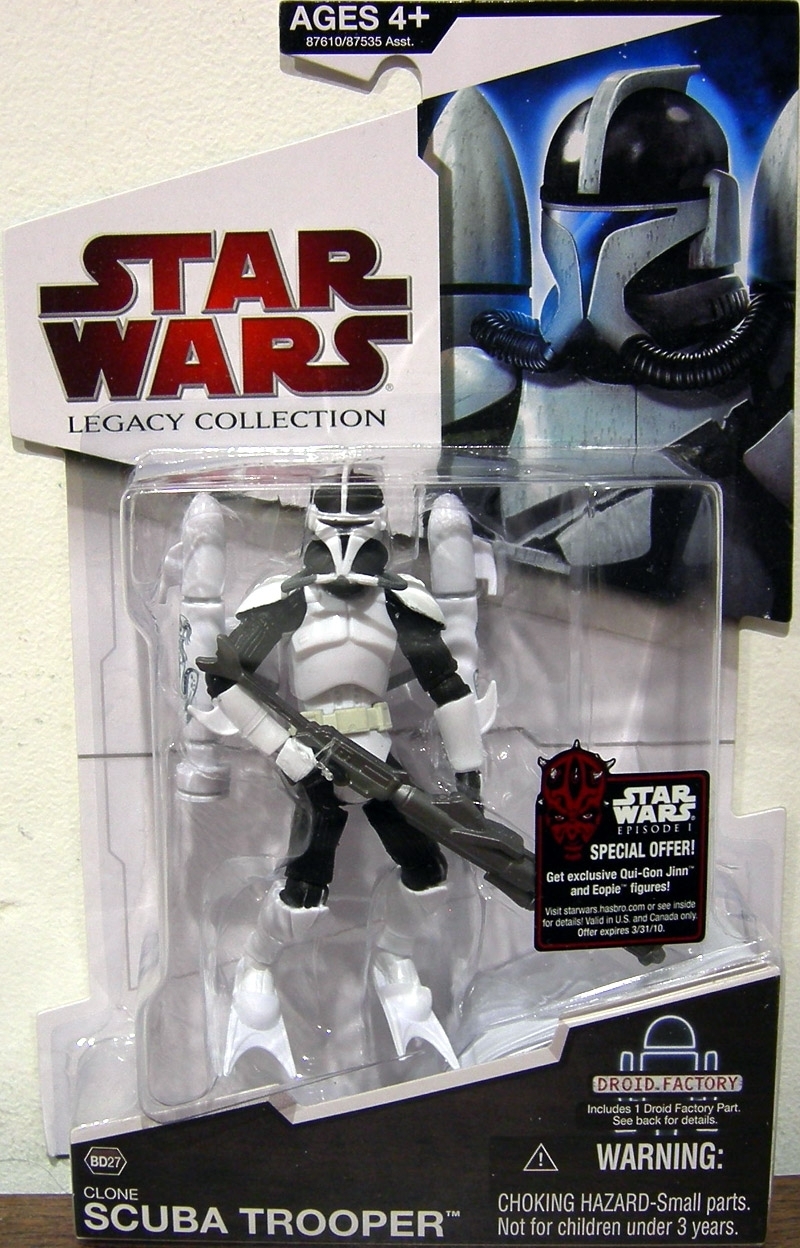 AGES 4+
87610/87535 Asst.
STAR
WARS®
LEGACY COLLECTION
STAR
WARS®
EPISODE I
SPECIAL OFFER!
Get exclusive Qui-Gon Jinn™
and Eopie™ figures!
Visit starwars.hasbro.com or see inside
for details! Valid in U.S. and Canada only.
Offer expires 3/31/10.
DROID.FACTORY
Includes 1 Droid Factory Part.
See back for details.
BD27
CLONE
SCUBA TROOPER™
WARNING:
CHOKING HAZARD-Small parts.
Not for children under 3 years.